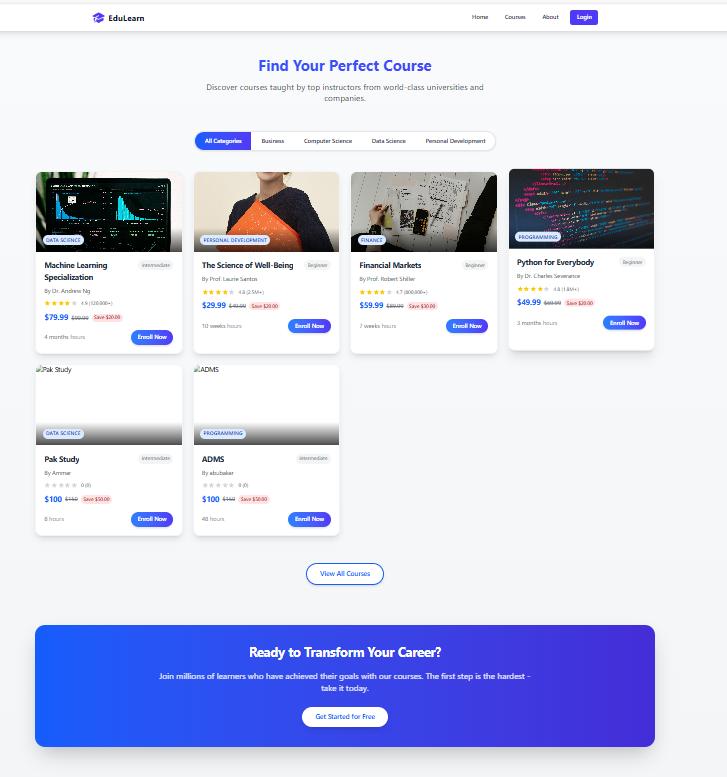 EduLearn
Home Courses About Login
Find Your Perfect Course
Discover courses taught by top instructors from world-class universities and
companies.
All Categories Business Computer Science Data Science Personal Development
DATA SCIENCE
Machine Learning Intermediate
Specialization
By Dr. Andrew Ng
4.9 (120,000+)
$79.99 $99.99 Save $20.00
4 months hours Enroll Now
PERSONAL DEVELOPMENT
The Science of Well-Being Beginner
By Prof. Laurie Santos
4.8 (2.5M+)
$29.99 $49.99 Save $20.00
10 weeks hours Enroll Now
FINANCE
Financial Markets Beginner
By Prof. Robert Shiller
4.7 (800,000+)
$59.99 $89.99 Save $30.00
7 weeks hours Enroll Now
PROGRAMMING
Python for Everybody Beginner
By Dr. Charles Severance
4.8 (1.8M+)
$49.99 $69.99 Save $20.00
3 months hours Enroll Now
Pak Study
DATA SCIENCE
Pak Study Intermediate
By Ammar
0 (0)
$100 $150 Save $50.00
8 hours Enroll Now
ADMS
PROGRAMMING
ADMS Intermediate
By abubakar
0 (0)
$100 $150 Save $50.00
48 hours Enroll Now
View All Courses
Ready to Transform Your Career?
Join millions of learners who have achieved their goals with our courses. The first step is the hardest –
take it today.
Get Started for Free